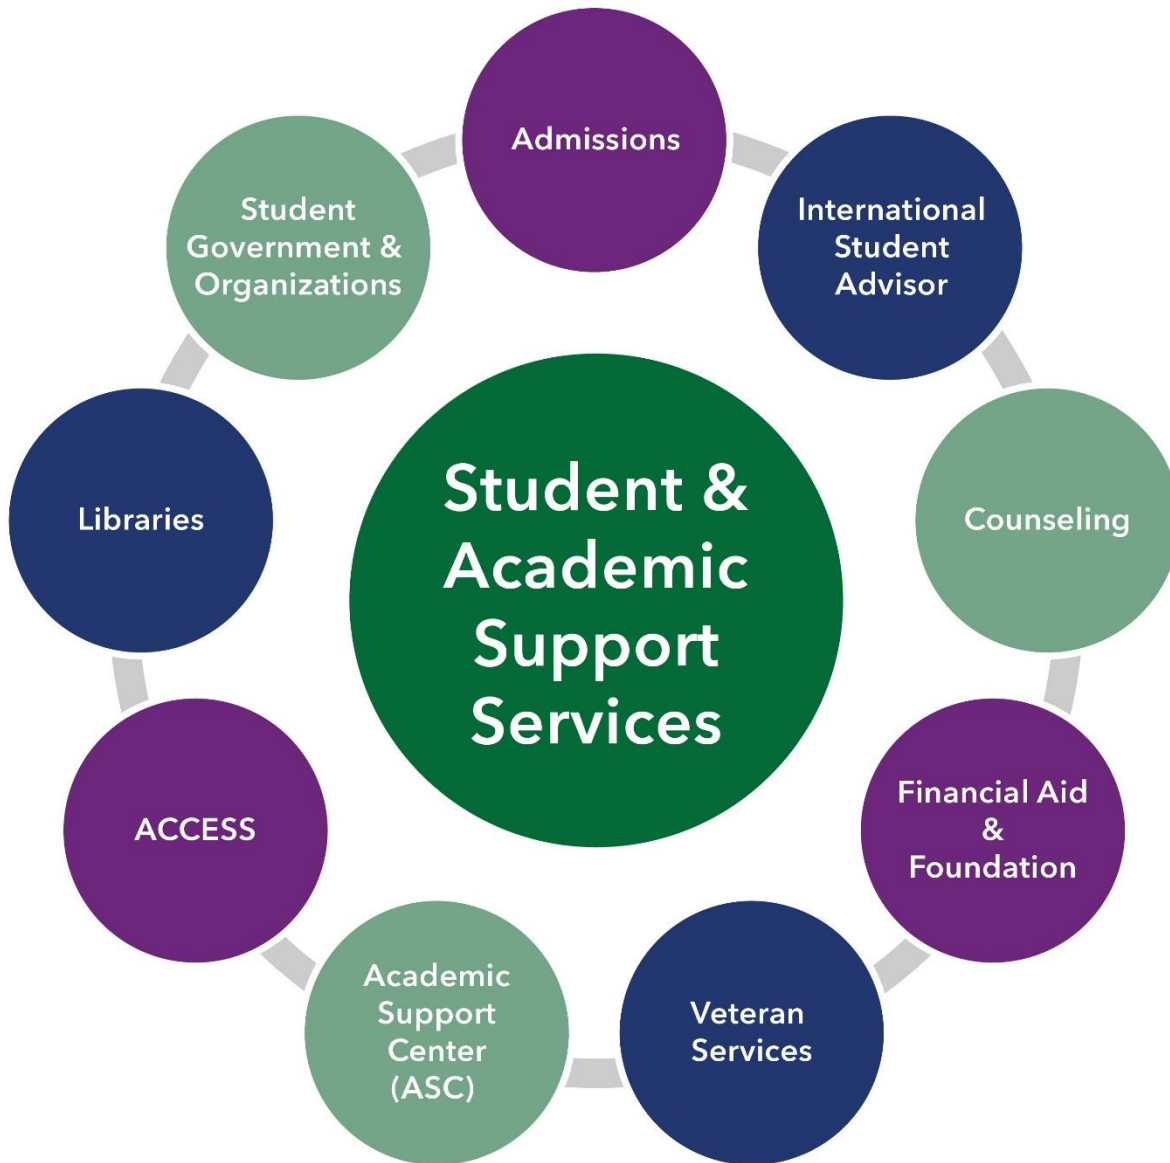 Admissions
International
Student
Advisor
Counseling
Financial Aid
&
Foundation
Veteran
Services
Academic
Support
Center
(ASC)
ACCESS
Libraries
Student
Government &
Organizations
Student &
Academic
Support
Services